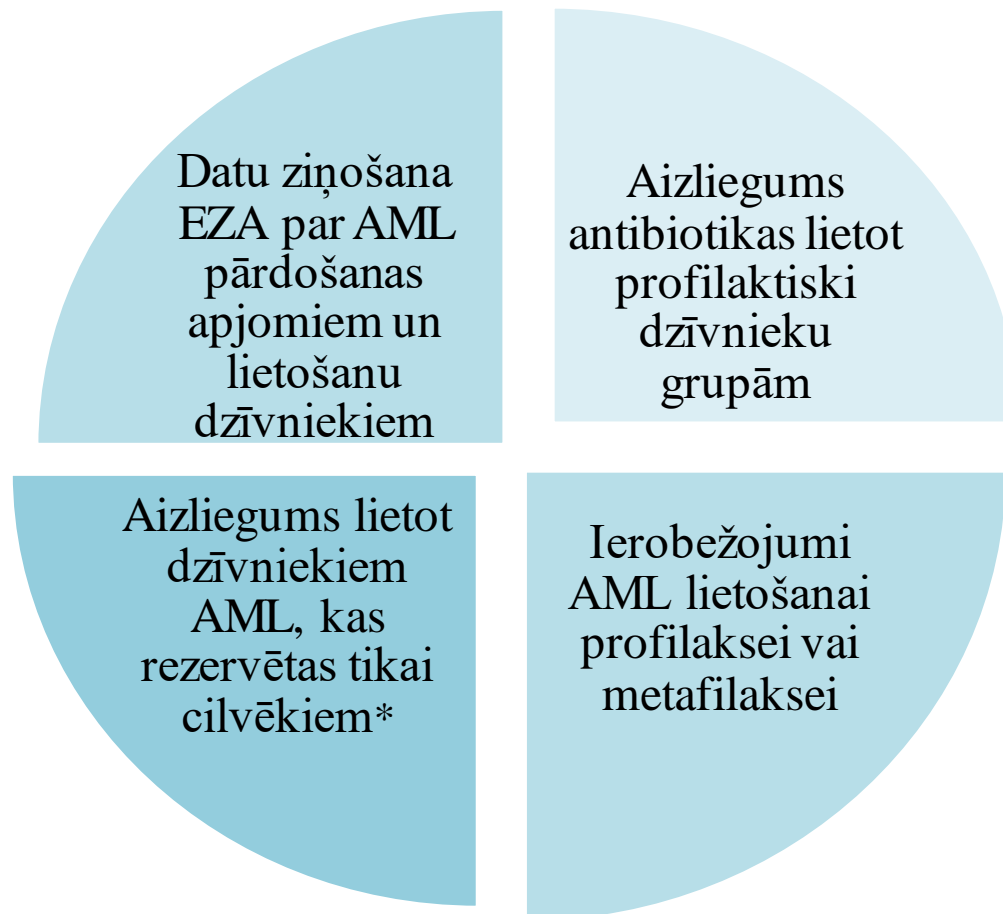 Datu ziņošana
EZA par AML
pārdošanas
apjomiem un
lietošanu
dzīvniekiem
Aizliegums
antibiotikas lietot
profilaktiski
dzīvnieku
grupām
Aizliegums lietot
dzīvniekiem
AML, kas
rezervētas tikai
cilvēkiem*
Ierobežojumi
AML lietošanai
profilaksei vai
metafilaksei